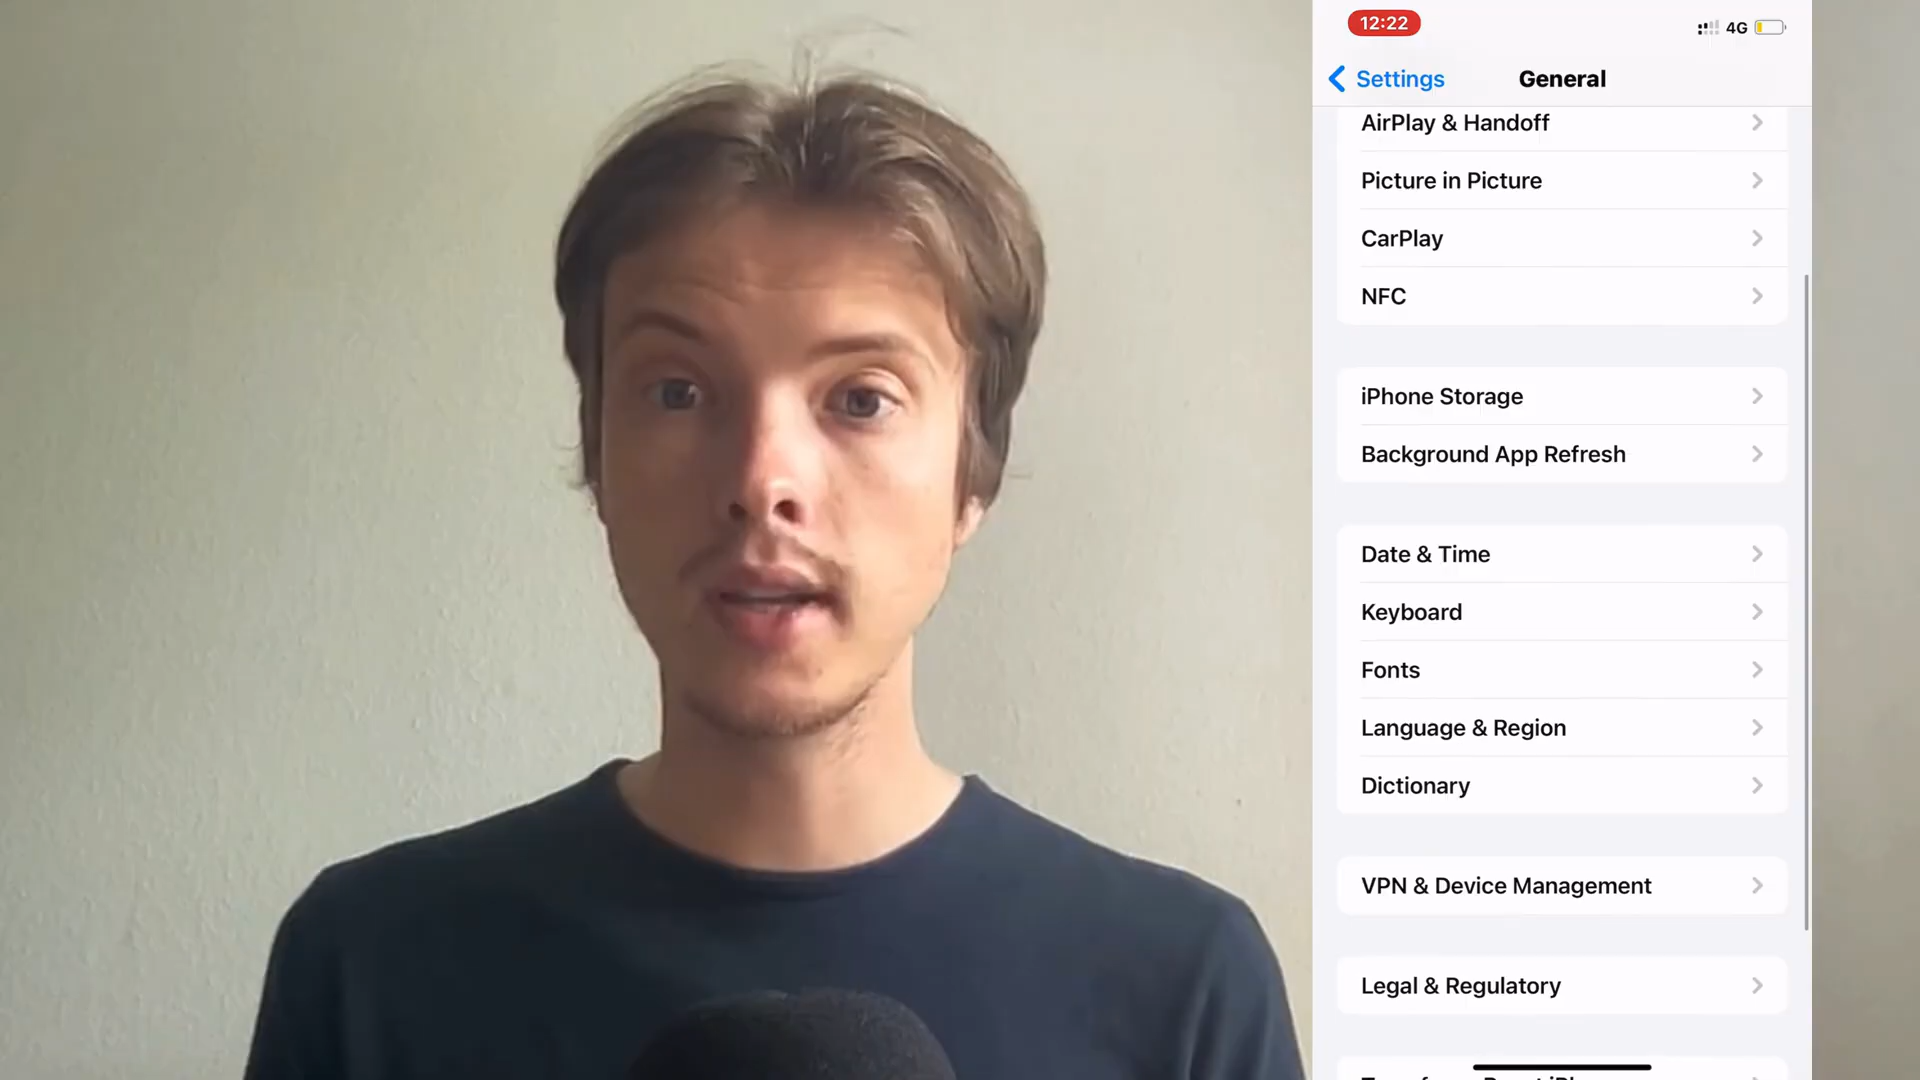 12:22
4G
Settings
General
AirPlay & Handoff
Picture in Picture
CarPlay
NFC
iPhone Storage
Background App Refresh
Date & Time
Keyboard
Fonts
Language & Region
Dictionary
VPN & Device Management
Legal & Regulatory